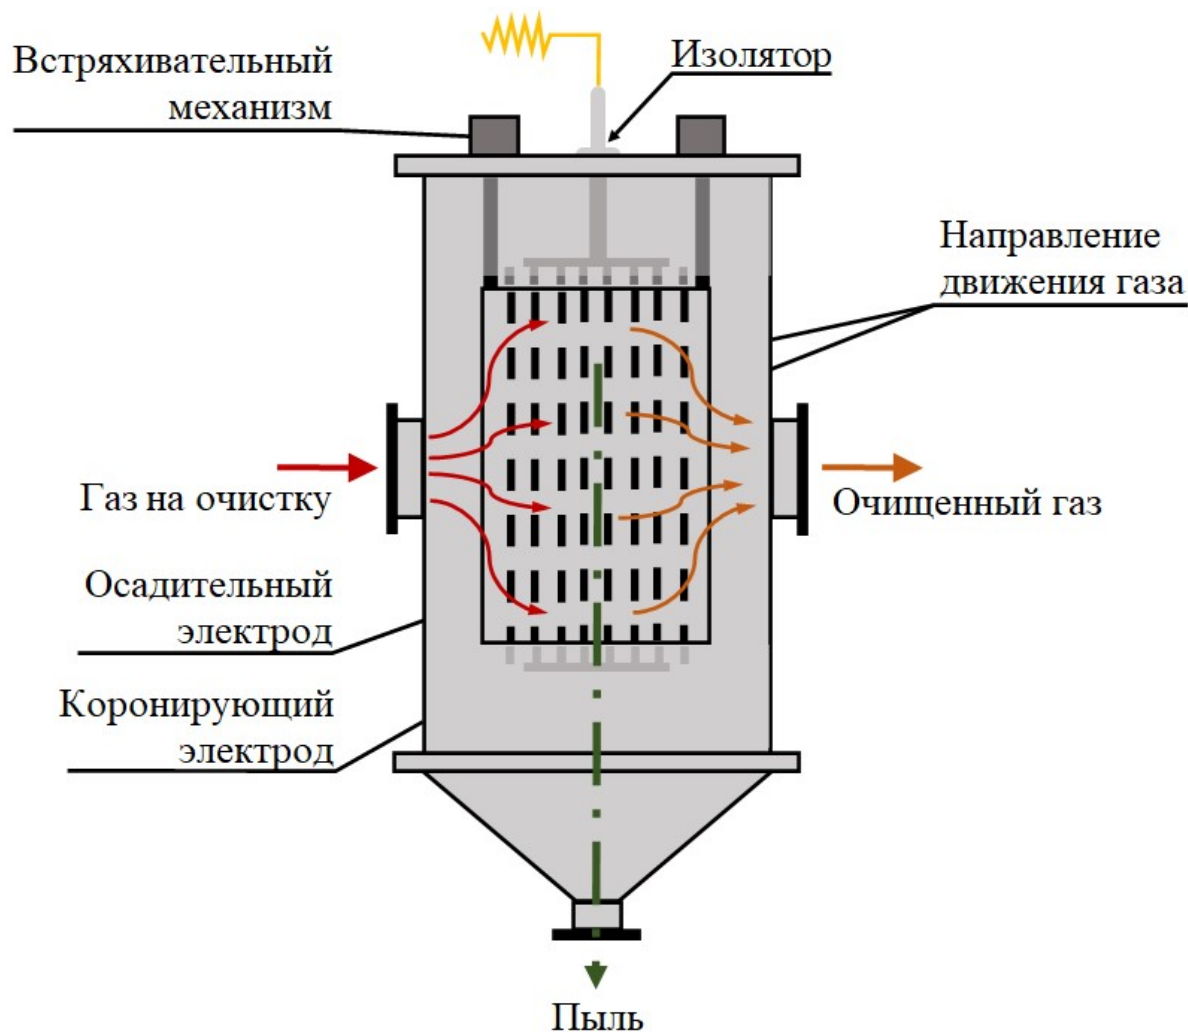 Встряхивательный
механизм
Изолятор
Направление
движения газа
Газ на очистку
Очищенный газ
Осадительный
электрод
Коронирующий
электрод
Пыль